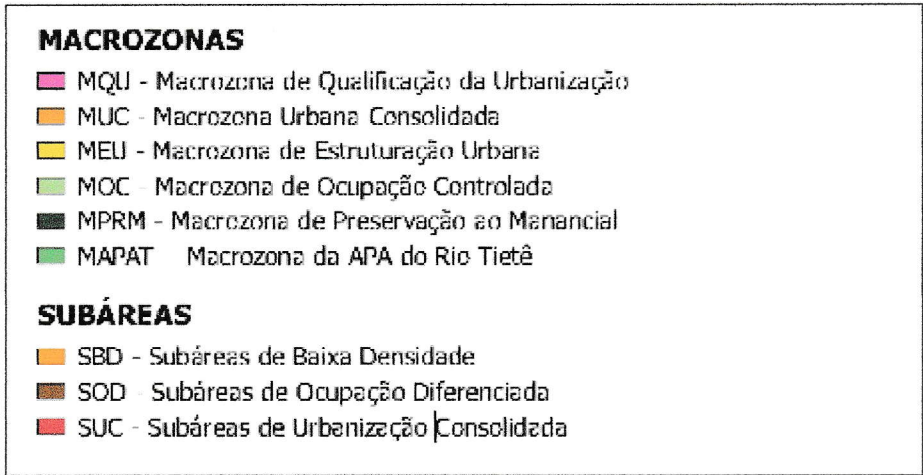 MACROZONAS
MQU - Macrozona de Qualificação da Urbanização
MUC - Macrozona Urbana Consolidada
MEU - Macrozona de Estruturação Urbana
MOC - Macrozona de Ocupação Controlada
MPRM - Macrozona de Preservação ao Manancial
MAPAT Macrozona da APA do Rio Tietê
SUBÁREAS
SBD - Subáreas de Baixa Densidade
SOD - Subáreas de Ocupação Diferenciada
SUC - Subáreas de Urbanização Consolidada